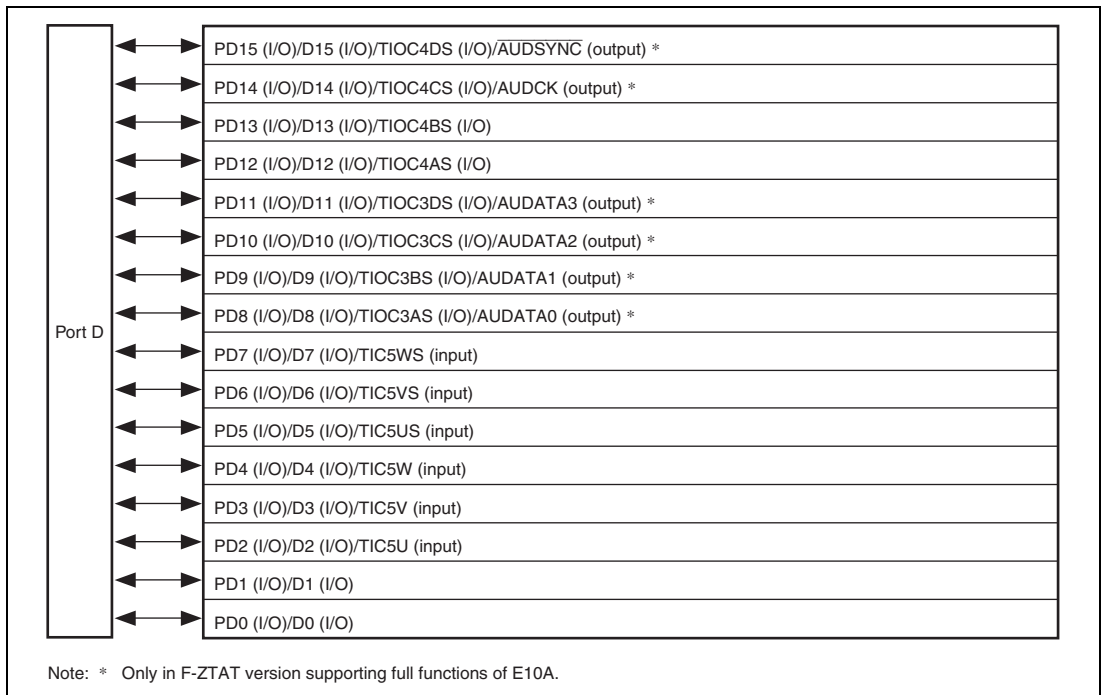 PD15 (I/O)/D15 (I/O)/TIOC4DS (I/O)/AUDSYNC (output) *
PD14 (I/O)/D14 (I/O)/TIOC4CS (I/O)/AUDCK (output) *
PD13 (I/O)/D13 (I/O)/TIOC4BS (I/O)
PD12 (I/O)/D12 (I/O)/TIOC4AS (I/O)
PD11 (I/O)/D11 (I/O)/TIOC3DS (I/O)/AUDATA3 (output) *
PD10 (I/O)/D10 (I/O)/TIOC3CS (I/O)/AUDATA2 (output) *
PD9 (I/O)/D9 (I/O)/TIOC3BS (I/O)/AUDATA1 (output) *
PD8 (I/O)/D8 (I/O)/TIOC3AS (I/O)/AUDATA0 (output) *
Port D
PD7 (I/O)/D7 (I/O)/TIC5WS (input)
PD6 (I/O)/D6 (I/O)/TIC5VS (input)
PD5 (I/O)/D5 (I/O)/TIC5US (input)
PD4 (I/O)/D4 (I/O)/TIC5W (input)
PD3 (I/O)/D3 (I/O)/TIC5V (input)
PD2 (I/O)/D2 (I/O)/TIC5U (input)
PD1 (I/O)/D1 (I/O)
PD0 (I/O)/D0 (I/O)
Note: * Only in F-ZTAT version supporting full functions of E10A.